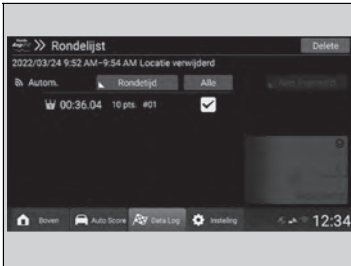 Rondelijst
Delete
2022/03/24 9:52 AM–9:54 AM Locatie verwijderd
Autom.
Rondetijd
Alle
00:36.04 10 pts. #01
Boven
Auto Score
Data Log
Instelling
12:34